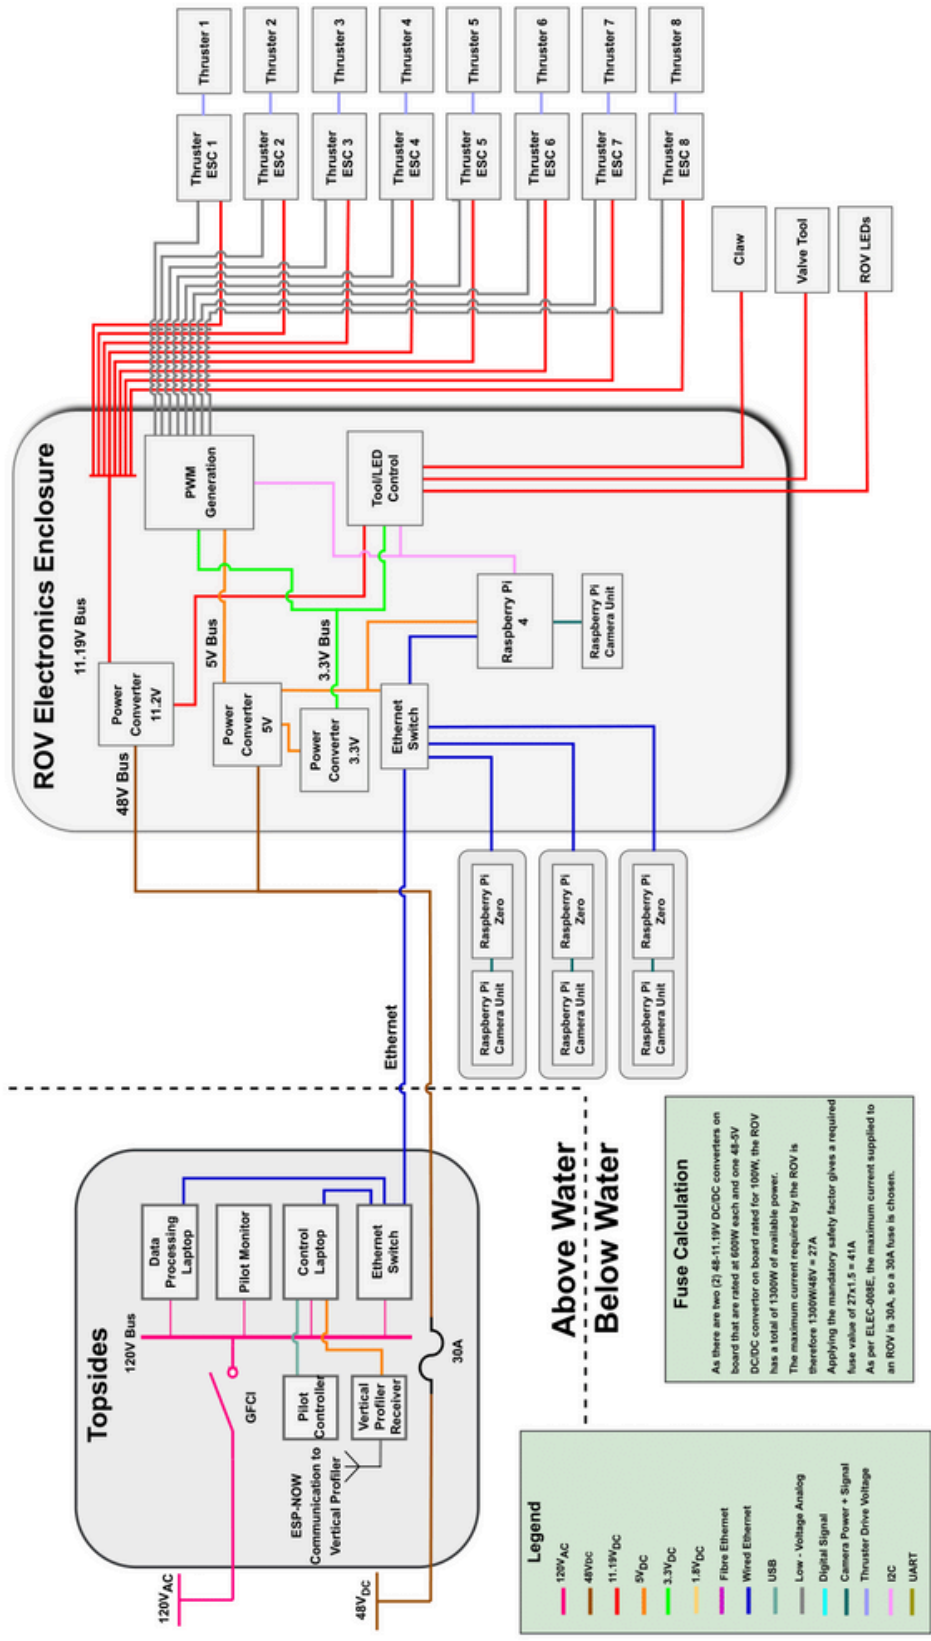 Topsides
120V Bus
120VAC
48VDC
GFCI
Data
Processing
Laptop
Pilot Monitor
Control
Laptop
Ethernet
Switch
Pilot
Controller
Vertical
Profiler
Receiver
ESP-NOW
Communication to
Vertical Profiler
30A
Ethernet
Above Water
Below Water
ROV Electronics Enclosure
48V Bus
11.19V Bus
5V Bus
3.3V Bus
Power
Converter
11.2V
Power
Converter
5V
Power
Converter
3.3V
Ethernet
Switch
PWM
Generation
Tool/LED
Control
Raspberry Pi
4
Raspberry Pi
Camera Unit
Raspberry Pi
Camera Unit
Raspberry Pi
Zero
Raspberry Pi
Camera Unit
Raspberry Pi
Zero
Raspberry Pi
Camera Unit
Raspberry Pi
Zero
Thruster
ESC 1
Thruster 1
Thruster
ESC 2
Thruster 2
Thruster
ESC 3
Thruster 3
Thruster
ESC 4
Thruster 4
Thruster
ESC 5
Thruster 5
Thruster
ESC 6
Thruster 6
Thruster
ESC 7
Thruster 7
Thruster
ESC 8
Thruster 8
Claw
Valve Tool
ROV LEDs
Legend
120VAC
48VDC
11.19VDC
5VDC
3.3VDC
1.8VDC
Fibre Ethernet
Wired Ethernet
USB
Low - Voltage Analog
Digital Signal
Camera Power + Signal
Thruster Drive Voltage
I2C
UART
Fuse Calculation
As there are two (2) 48-11.19V DC/DC converters on
board that are rated at 600W each and one 48-5V
DC/DC convertor on board rated for 100W, the ROV
has a total of 1300W of available power.
The maximum current required by the ROV is
therefore 1300W/48V = 27A
Applying the mandatory safety factor gives a required
fuse value of 27x1.5 = 41A
As per ELEC-008E, the maximum current supplied to
an ROV is 30A, so a 30A fuse is chosen.